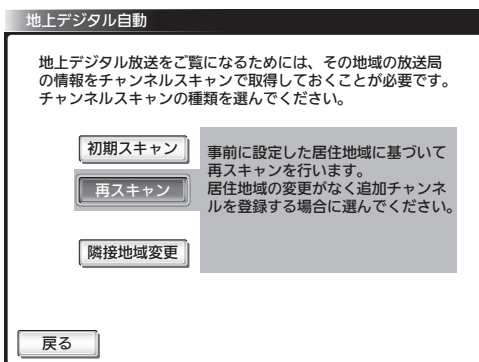 地上デジタル自動
地上デジタル放送をご覧になるためには、その地域の放送局
の情報をチャンネルスキャンで取得しておくことが必要です。
チャンネルスキャンの種類を選んでください。
初期スキャン
再スキャン
隣接地域変更
事前に設定した居住地域に基づいて
再スキャンを行います。
居住地域の変更がなく追加チャンネ
ルを登録する場合に選んでください。
戻る